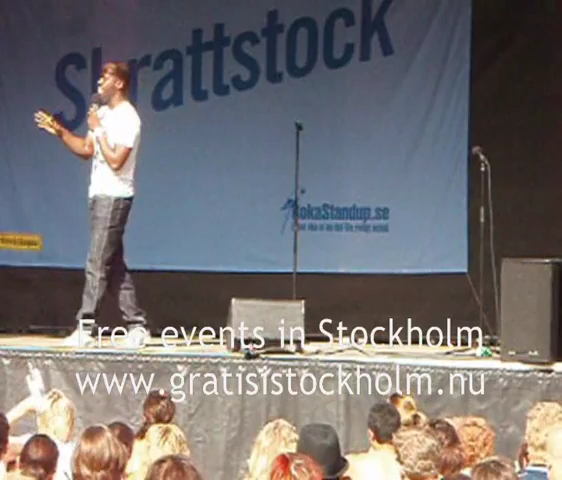 Skrattstock
BokaStandup.se
Free events in Stockholm
www.gratisistockholm.nu